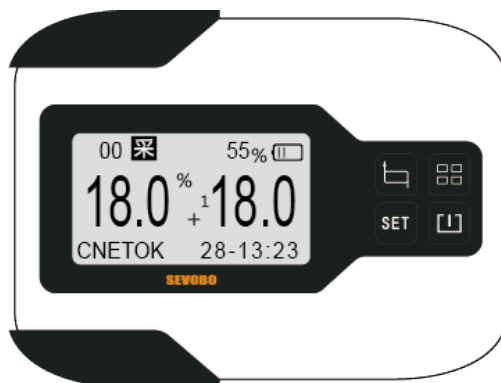 00 采 55%
18.0 % +1 18.0
CNETOK 28-13:23
SEVOBO
SET